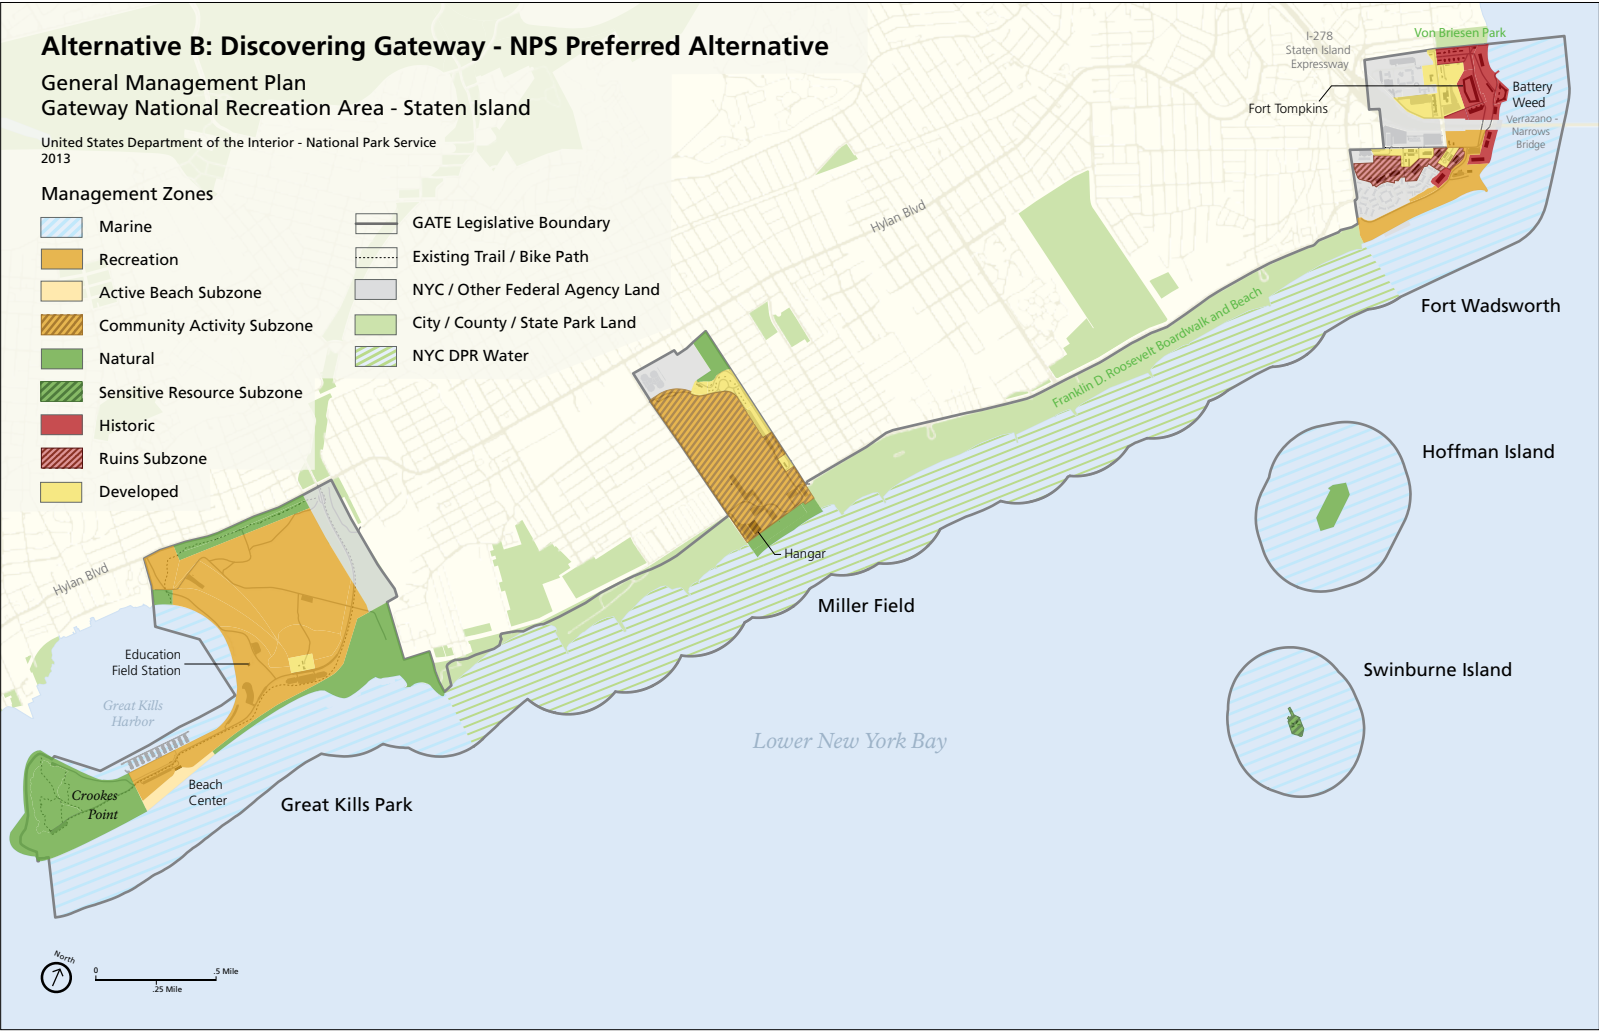 Alternative B: Discovering Gateway - NPS Preferred Alternative
General Management Plan
Gateway National Recreation Area - Staten Island
United States Department of the Interior - National Park Service
2013
Management Zones
Marine
Recreation
Active Beach Subzone
Community Activity Subzone
Natural
Sensitive Resource Subzone
Historic
Ruins Subzone
Developed
GATE Legislative Boundary
Existing Trail / Bike Path
NYC / Other Federal Agency Land
City / County / State Park Land
NYC DPR Water
I-278
Staten Island
Expressway
Von Briesen Park
Fort Tompkins
Battery
Weed
Verrazano -
Narrows
Bridge
Hylan Blvd
Fort Wadsworth
Franklin D. Roosevelt Boardwalk and Beach
Hoffman Island
Hangar
Miller Field
Hylan Blvd
Education
Field Station
Swinburne Island
Great Kills
Harbor
Lower New York Bay
Crookes
Point
Beach
Center
Great Kills Park
North
0
.5 Mile
.25 Mile